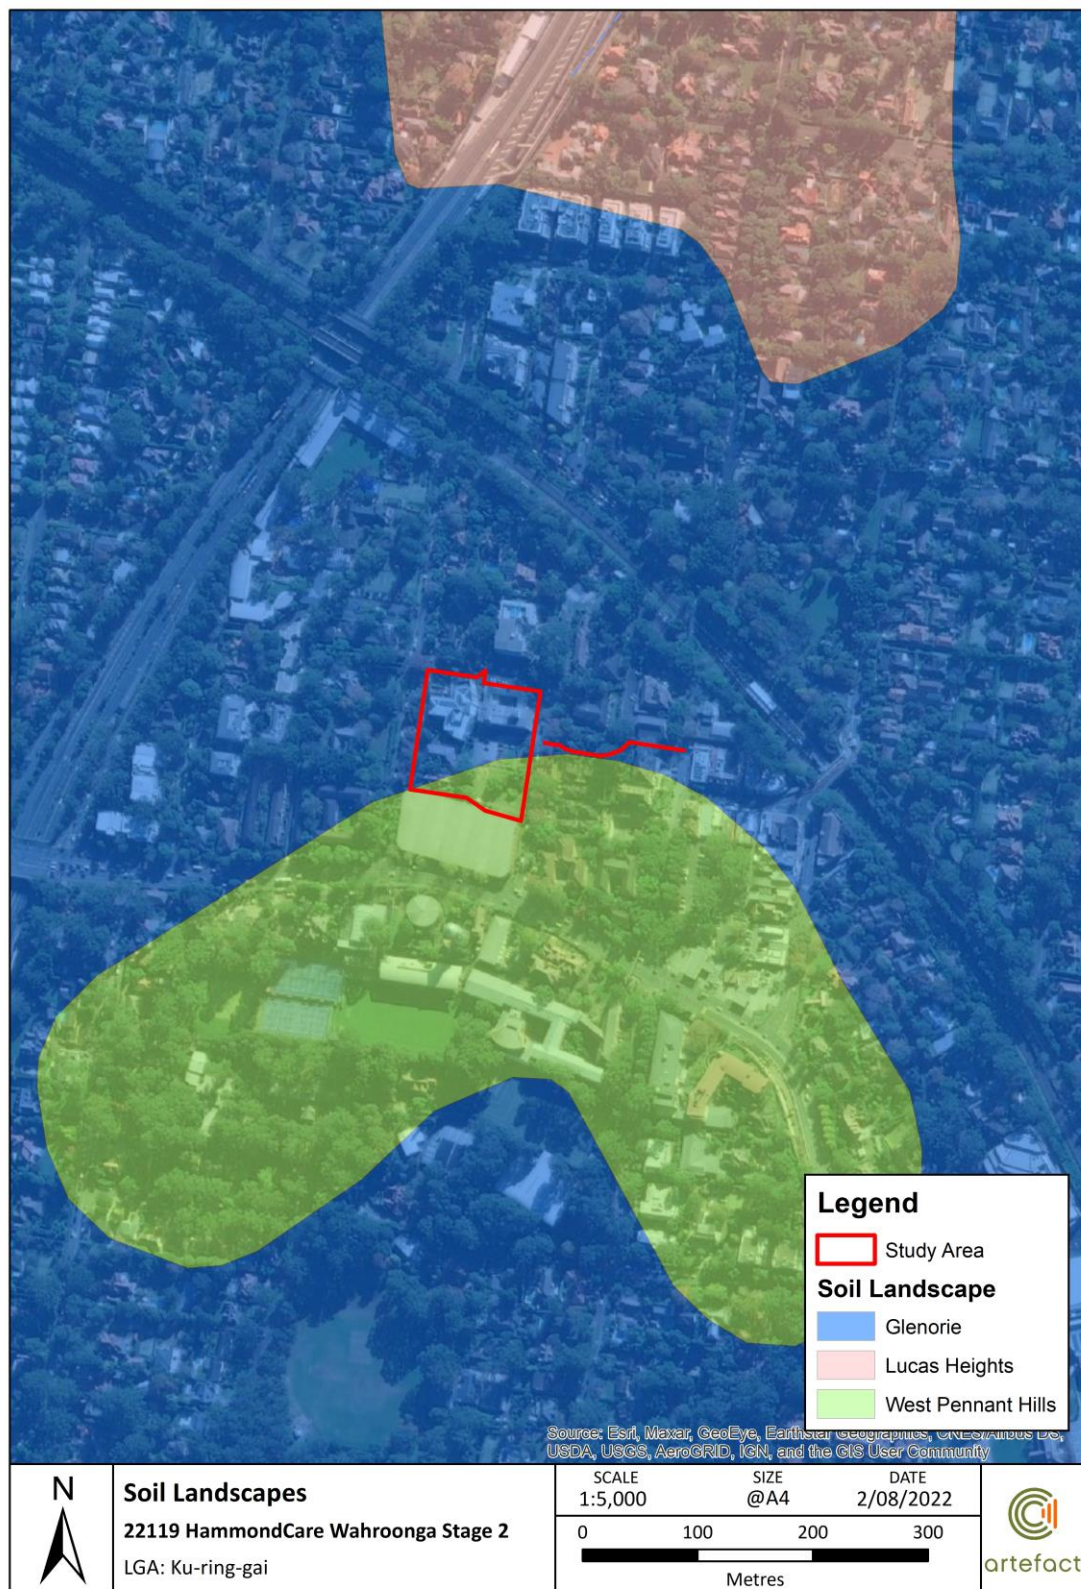 Legend
Study Area
Soil Landscape
Glenorie
Lucas Heights
West Pennant Hills
Source: Esri, Maxar, GeoEye, Earthstar Geographics, CNES/Airbus DS,
USDA, USGS, AeroGRID, IGN, and the GIS User Community
N
Soil Landscapes
22119 HammondCare Wahroonga Stage 2
LGA: Ku-ring-gai
SCALE SIZE DATE
1:5,000 @A4 2/08/2022
0 100 200 300
Metres
artefact